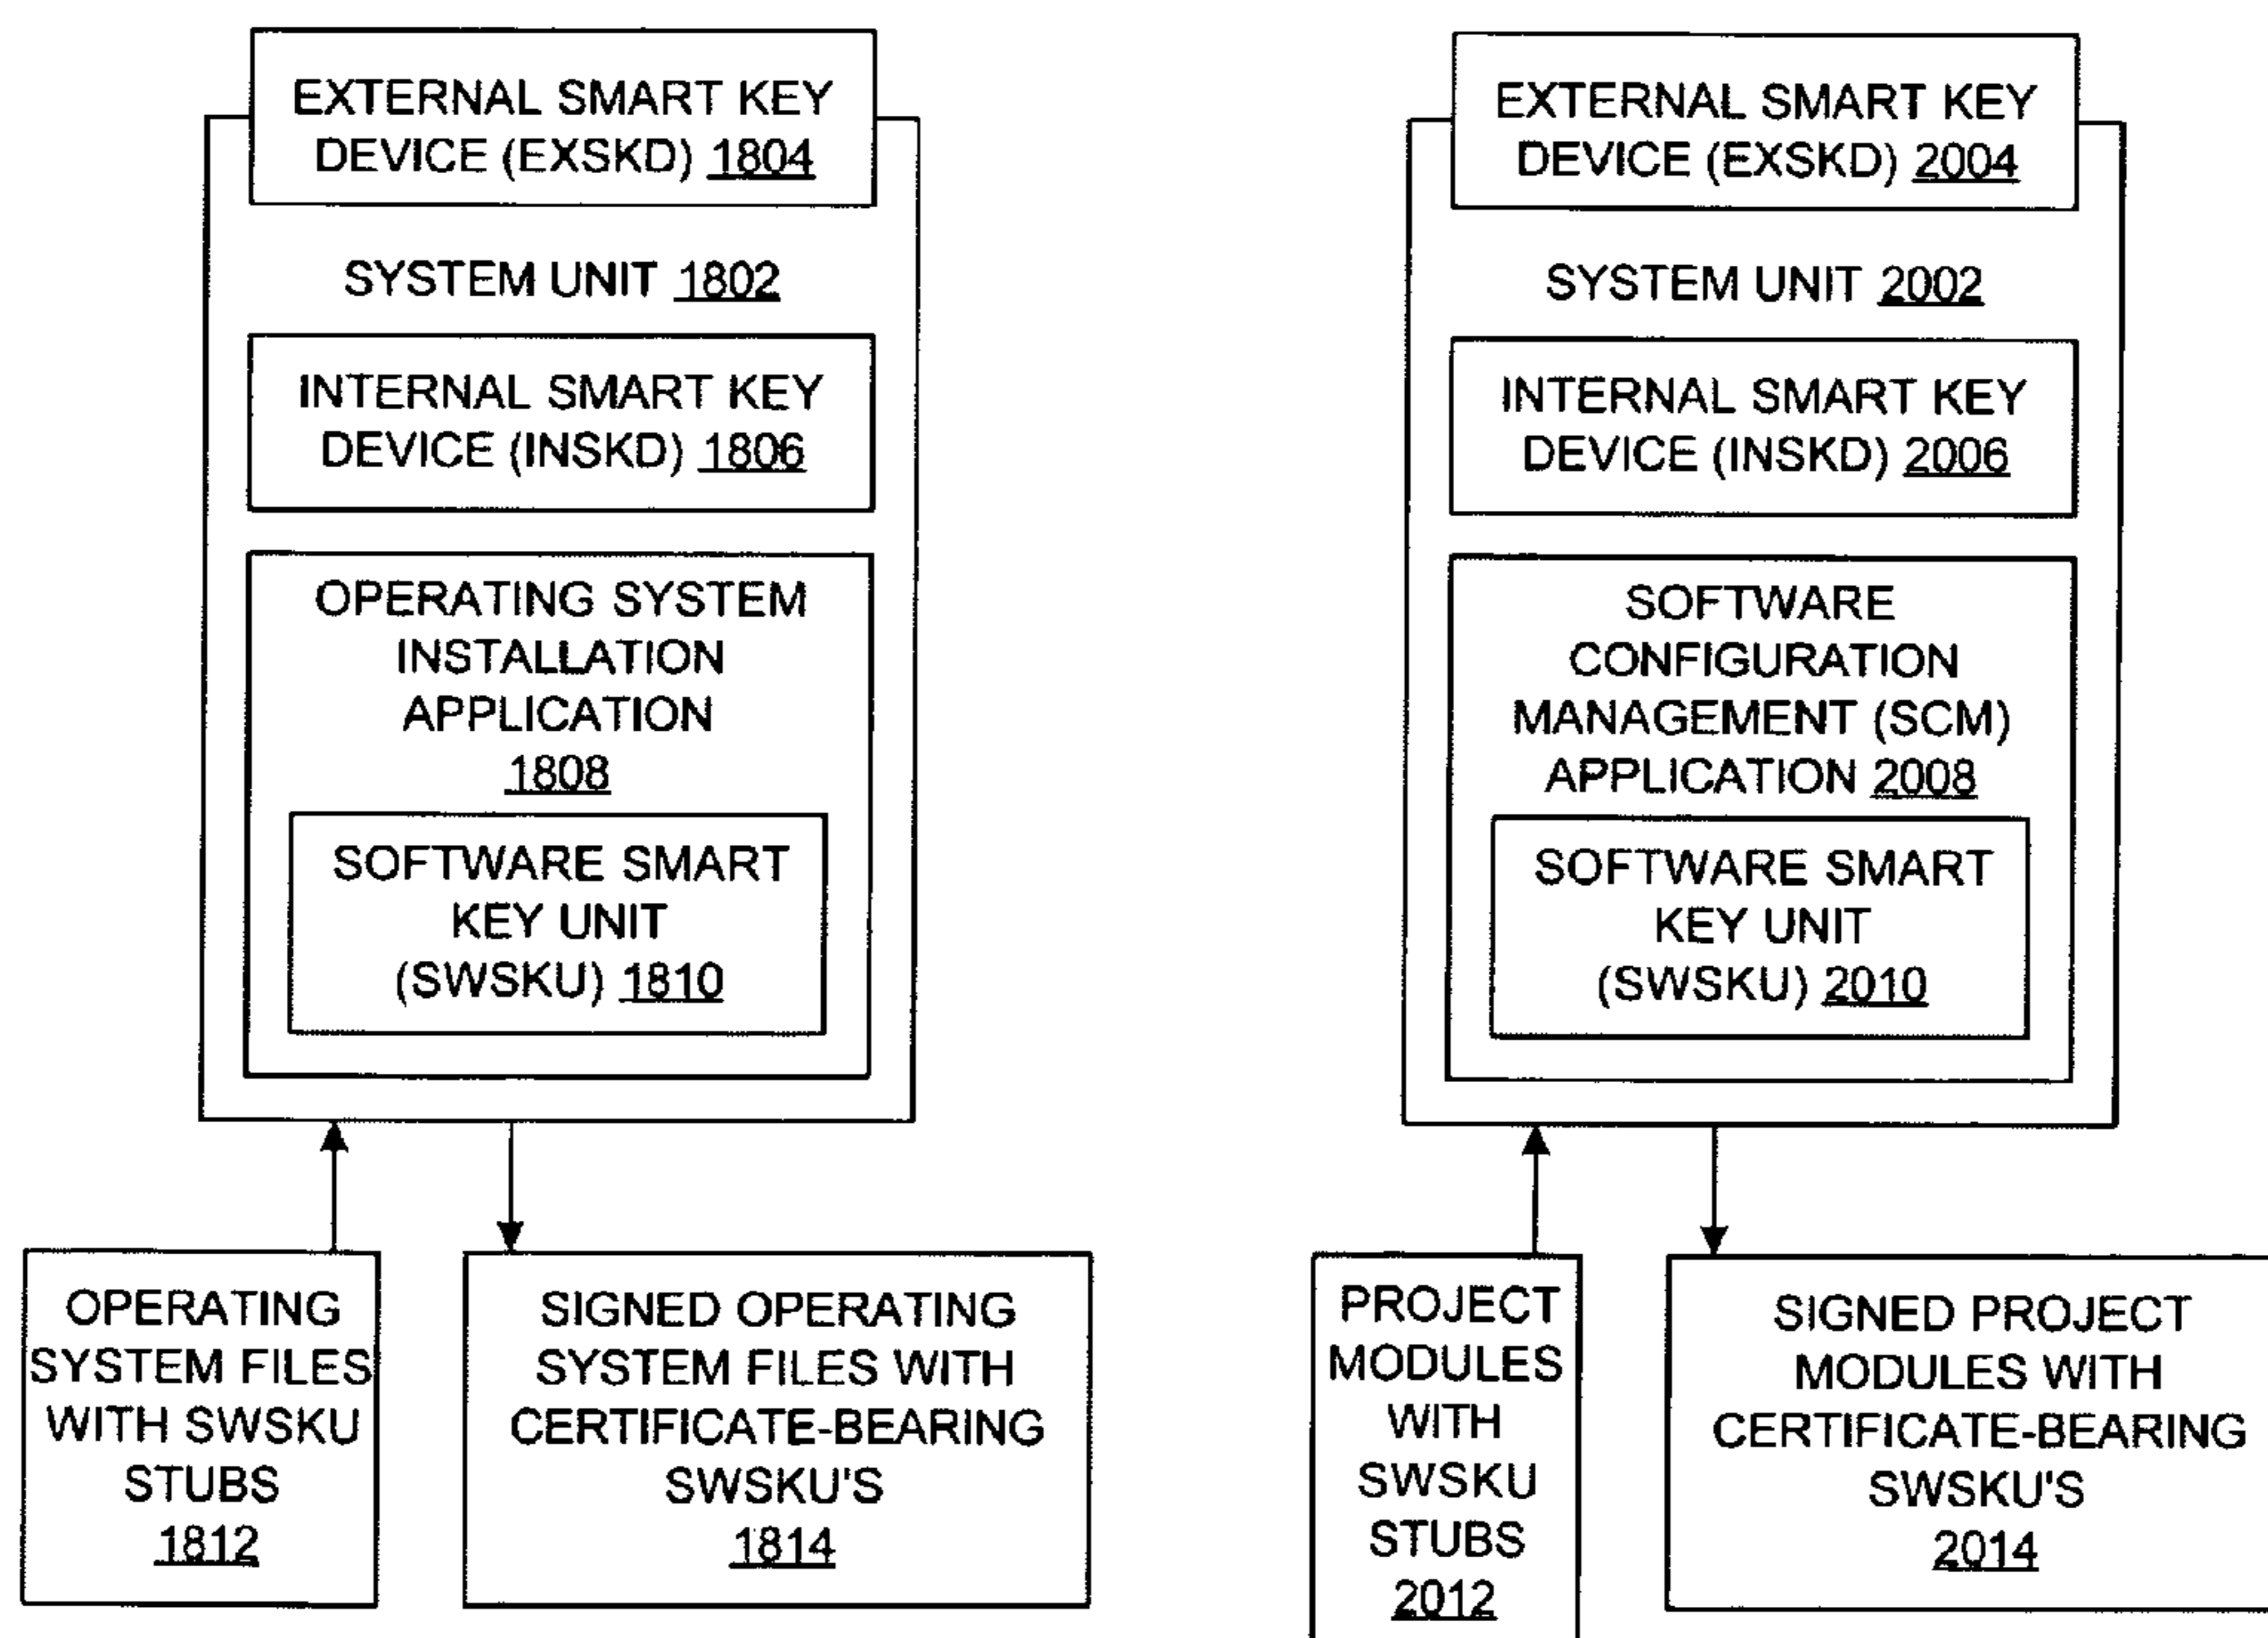 EXTERNAL SMART KEY
DEVICE (EXSKD) 1804
SYSTEM UNIT 1802
INTERNAL SMART KEY
DEVICE (INSKD) 1806
OPERATING SYSTEM
INSTALLATION
APPLICATION
1808
SOFTWARE SMART
KEY UNIT
(SWSKU) 1810
OPERATING
SYSTEM FILES
WITH SWSKU
STUBS
1812
SIGNED OPERATING
SYSTEM FILES WITH
CERTIFICATE-BEARING
SWSKU'S
1814
EXTERNAL SMART KEY
DEVICE (EXSKD) 2004
SYSTEM UNIT 2002
INTERNAL SMART KEY
DEVICE (INSKD) 2006
SOFTWARE
CONFIGURATION
MANAGEMENT (SCM)
APPLICATION 2008
SOFTWARE SMART
KEY UNIT
(SWSKU) 2010
PROJECT
MODULES
WITH
SWSKU
STUBS
2012
SIGNED PROJECT
MODULES WITH
CERTIFICATE-BEARING
SWSKU'S
2014